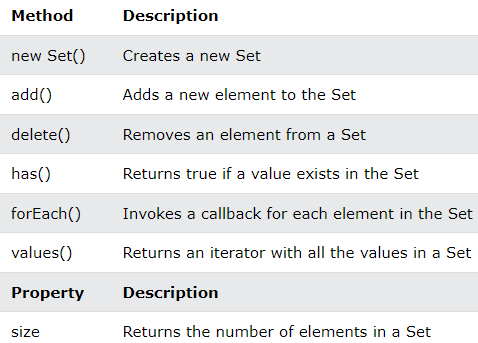 Method Description
new Set() Creates a new Set
add() Adds a new element to the Set
delete() Removes an element from a Set
has() Returns true if a value exists in the Set
forEach() Invokes a callback for each element in the Set
values() Returns an iterator with all the values in a Set
Property Description
size Returns the number of elements in a Set